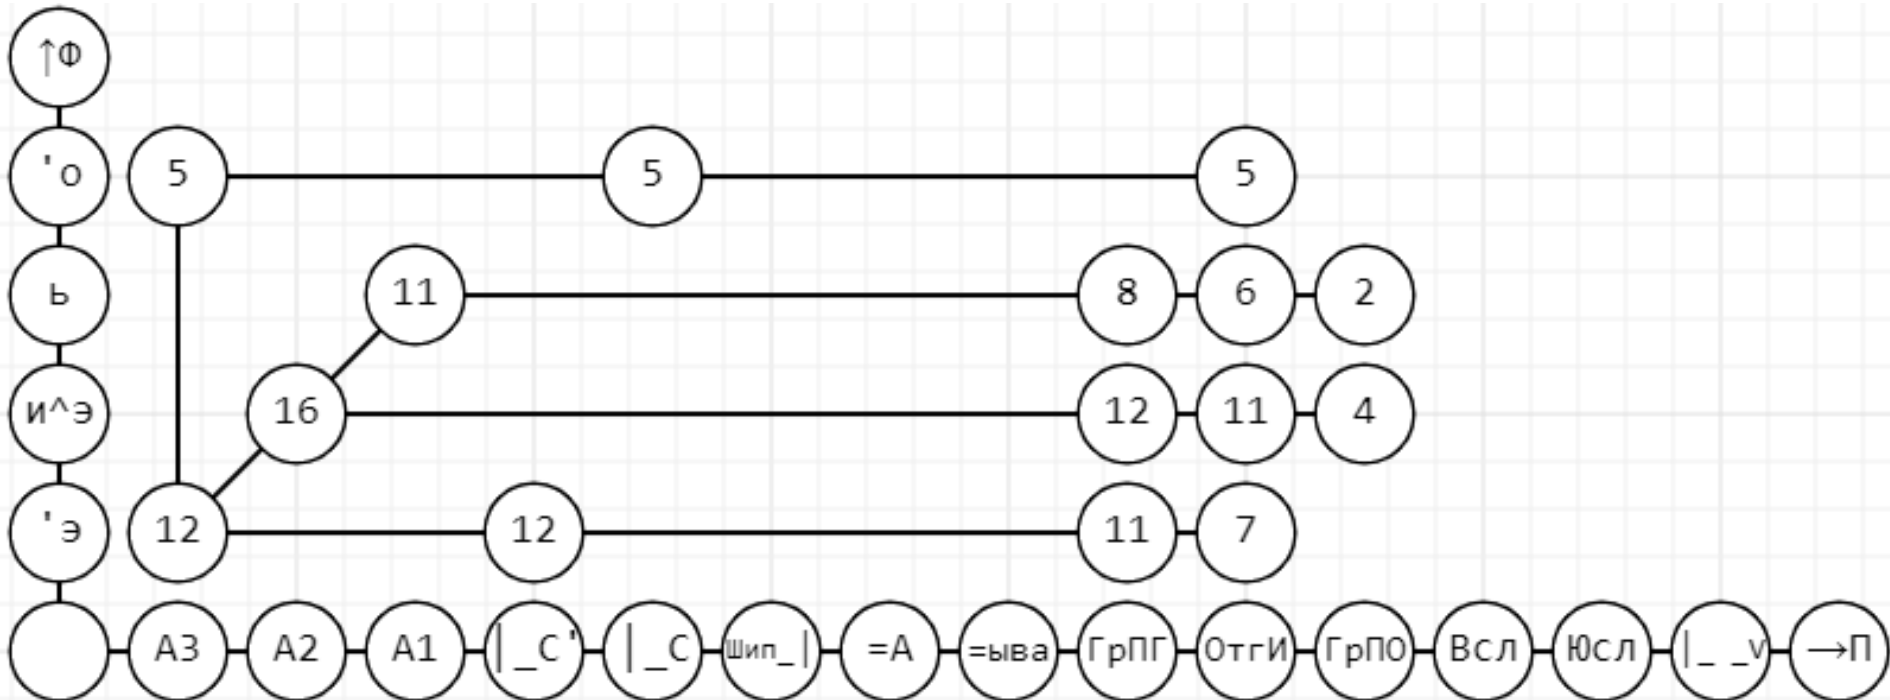 ↑Ф
'о 5 5 5
ь 11 8 6 2
и^э 16 12 11 4
'э 12 12 11 7
А3 А2 А1 |_С' |_С Шип_| =А =ыва ГрПГ ОтгИ ГрПО Всл Юсл |_ _v →П